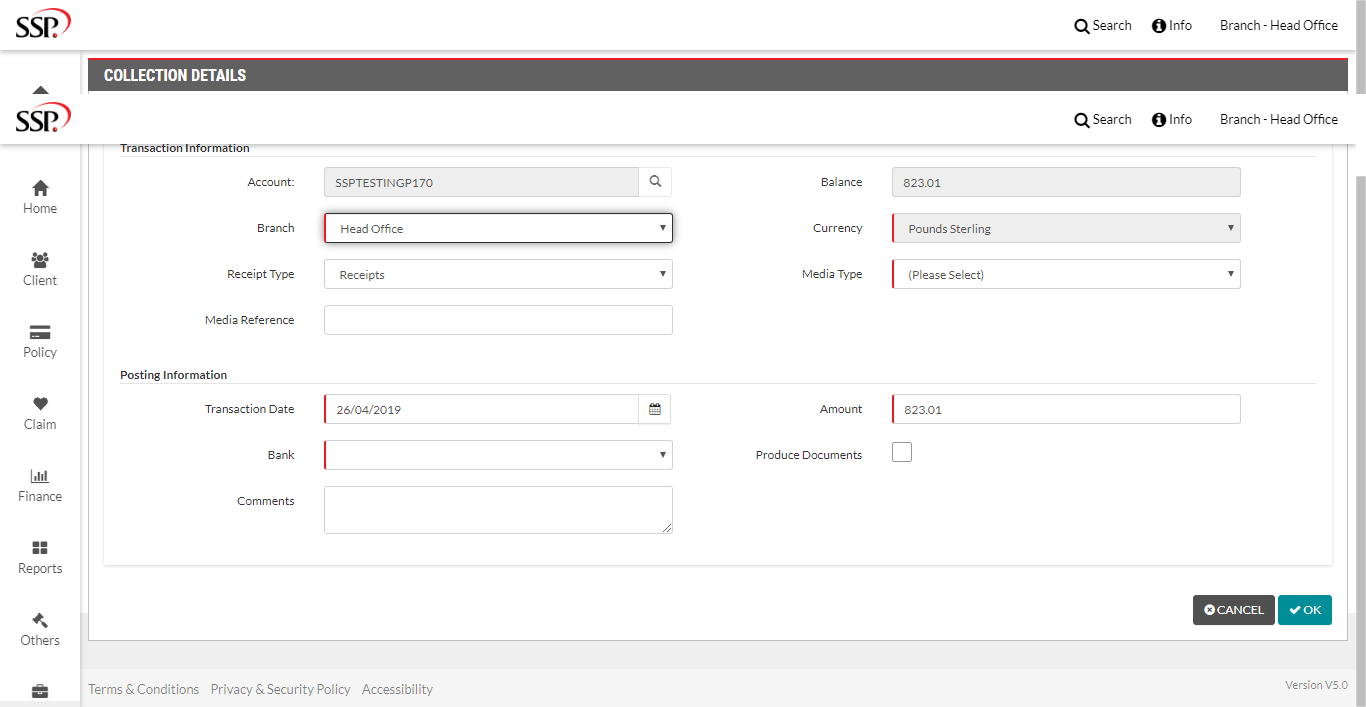 SSP.
Search Info Branch - Head Office
COLLECTION DETAILS
SSP.
Search Info Branch - Head Office
Transaction Information
Home
Client
Policy
Claim
Finance
Reports
Others
Account: SSPTESTINGP170 Balance 823.01
Branch Head Office Currency Pounds Sterling
Receipt Type Receipts Media Type (Please Select)
Media Reference
Posting Information
Transaction Date 26/04/2019 Amount 823.01
Bank Produce Documents
Comments
CANCEL OK
Terms & Conditions Privacy & Security Policy Accessibility
Version V5.0